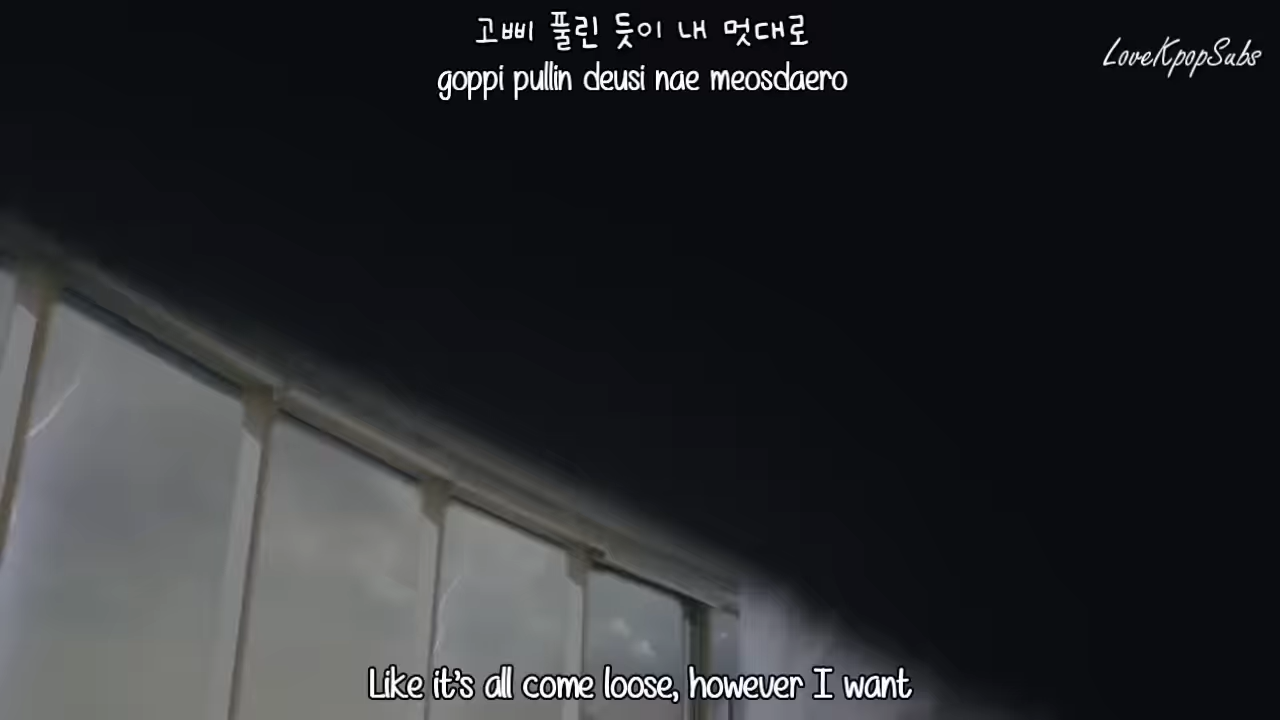 고삐 풀린 듯이 내 멋대로
goppi pullin deusi nae meosdaero
LoveKpopSubs
Like it's all come loose, however I want